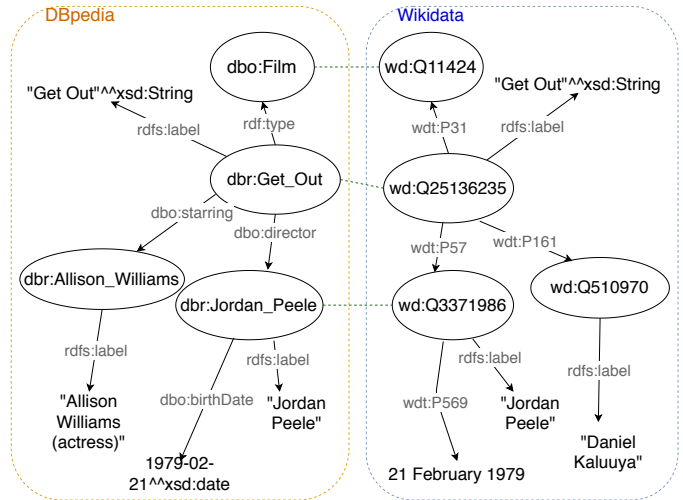 DBpedia
Wikidata
dbo:Film
wd:Q11424
"Get Out"^^xsd:String
"Get Out"^^xsd:String
rdfs:label
rdf:type
wdt:P31
rdfs:label
dbr:Get_Out
wd:Q25136235
dbo:starring
dbo:director
wdt:P57
wdt:P161
dbr:Allison_Williams
dbr:Jordan_Peele
wd:Q3371986
wd:Q510970
rdfs:label
rdfs:label
rdfs:label
rdfs:label
dbo:birthDate
wdt:P569
"Allison
Williams
(actress)"
"Jordan
Peele"
"Jordan
Peele"
"Daniel
Kaluuya"
1979-02-
21^^xsd:date
21 February 1979